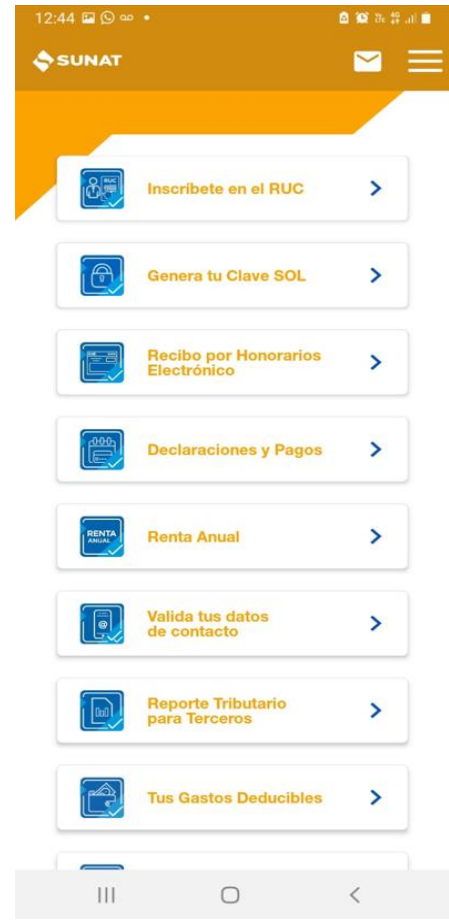 12:44
SUNAT
RUC
Inscríbete en el RUC
Genera tu Clave SOL
Recibo por Honorarios
Electrónico
Declaraciones y Pagos
RENTA
ANUAL
Renta Anual
Valida tus datos
de contacto
Reporte Tributario
para Terceros
Tus Gastos Deducibles